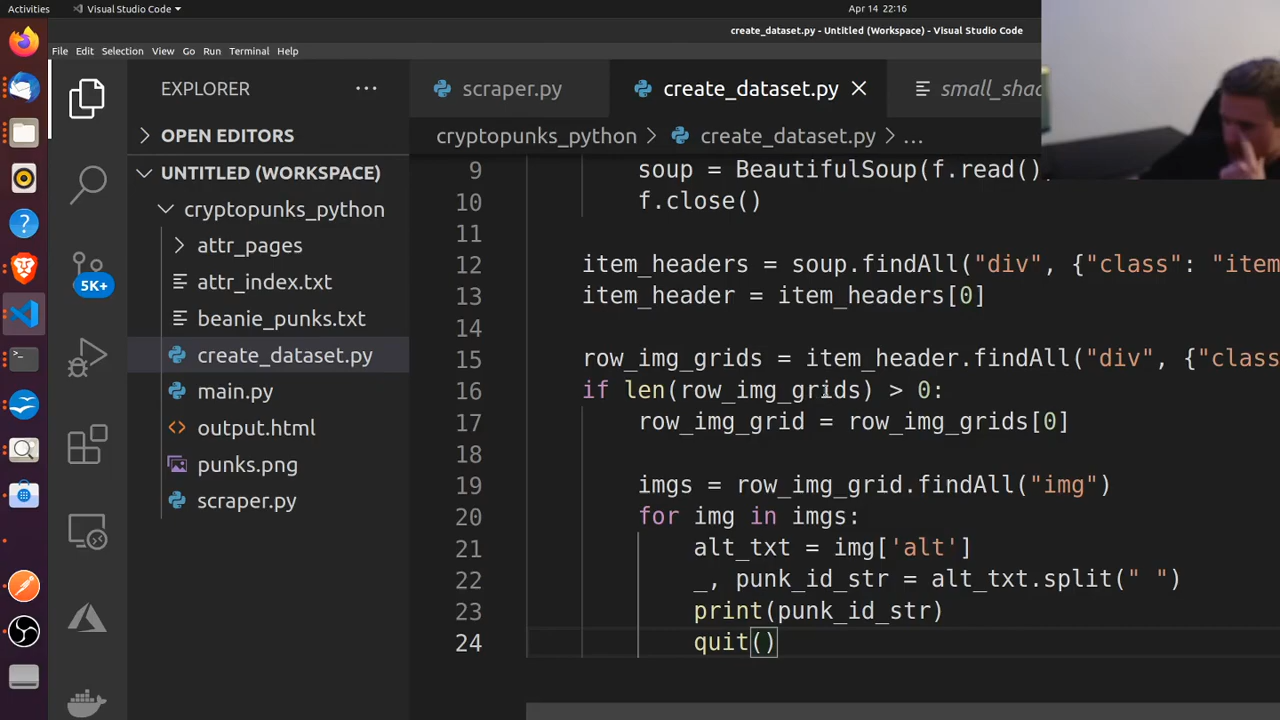 Activities
Visual Studio Code
Apr 14 22:16
create_dataset.py - Untitled (Workspace) - Visual Studio Code
File Edit Selection View Go Run Terminal Help
EXPLORER
scraper.py
create_dataset.py
small_shad
OPEN EDITORS
cryptopunks_python > create_dataset.py > ...
UNTITLED (WORKSPACE)
cryptopunks_python
attr_pages
attr_index.txt
beanie_punks.txt
create_dataset.py
main.py
output.html
punks.png
scraper.py
5K+
9 soup = BeautifulSoup(f.read()
10 f.close()
11
12 item_headers = soup.findAll("div", {"class": "item
13 item_header = item_headers[0]
14
15 row_img_grids = item_header.findAll("div", {"class
16 if len(row_img_grids) > 0:
17 row_img_grid = row_img_grids[0]
18
19 imgs = row_img_grid.findAll("img")
20 for img in imgs:
21 alt_txt = img['alt']
22 _, punk_id_str = alt_txt.split(" ")
23 print(punk_id_str)
24 quit()